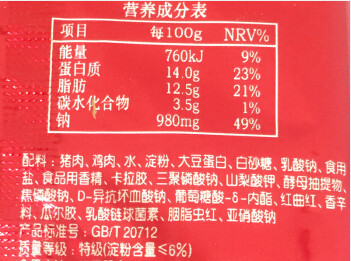 营养成分表
项目 每100g NRV%
能量 760kJ 9%
蛋白质 14.0g 23%
脂肪 12.5g 21%
碳水化合物 3.5g 1%
钠 980mg 49%
配料:猪肉、鸡肉、水、淀粉、大豆蛋白、白砂糖、乳酸钠、食用
盐、食品用香精、卡拉胶、三聚磷酸钠、山梨酸钾、酵母抽提物、
焦磷酸钠、D-异抗坏血酸钠、葡萄糖酸-δ-内酯、红曲红、香辛
料、瓜尔胶、乳酸链球菌素、胭脂虫红、亚硝酸钠
产品标准号:GB/T 20712
质量等级:特级(淀粉含量≤6%)